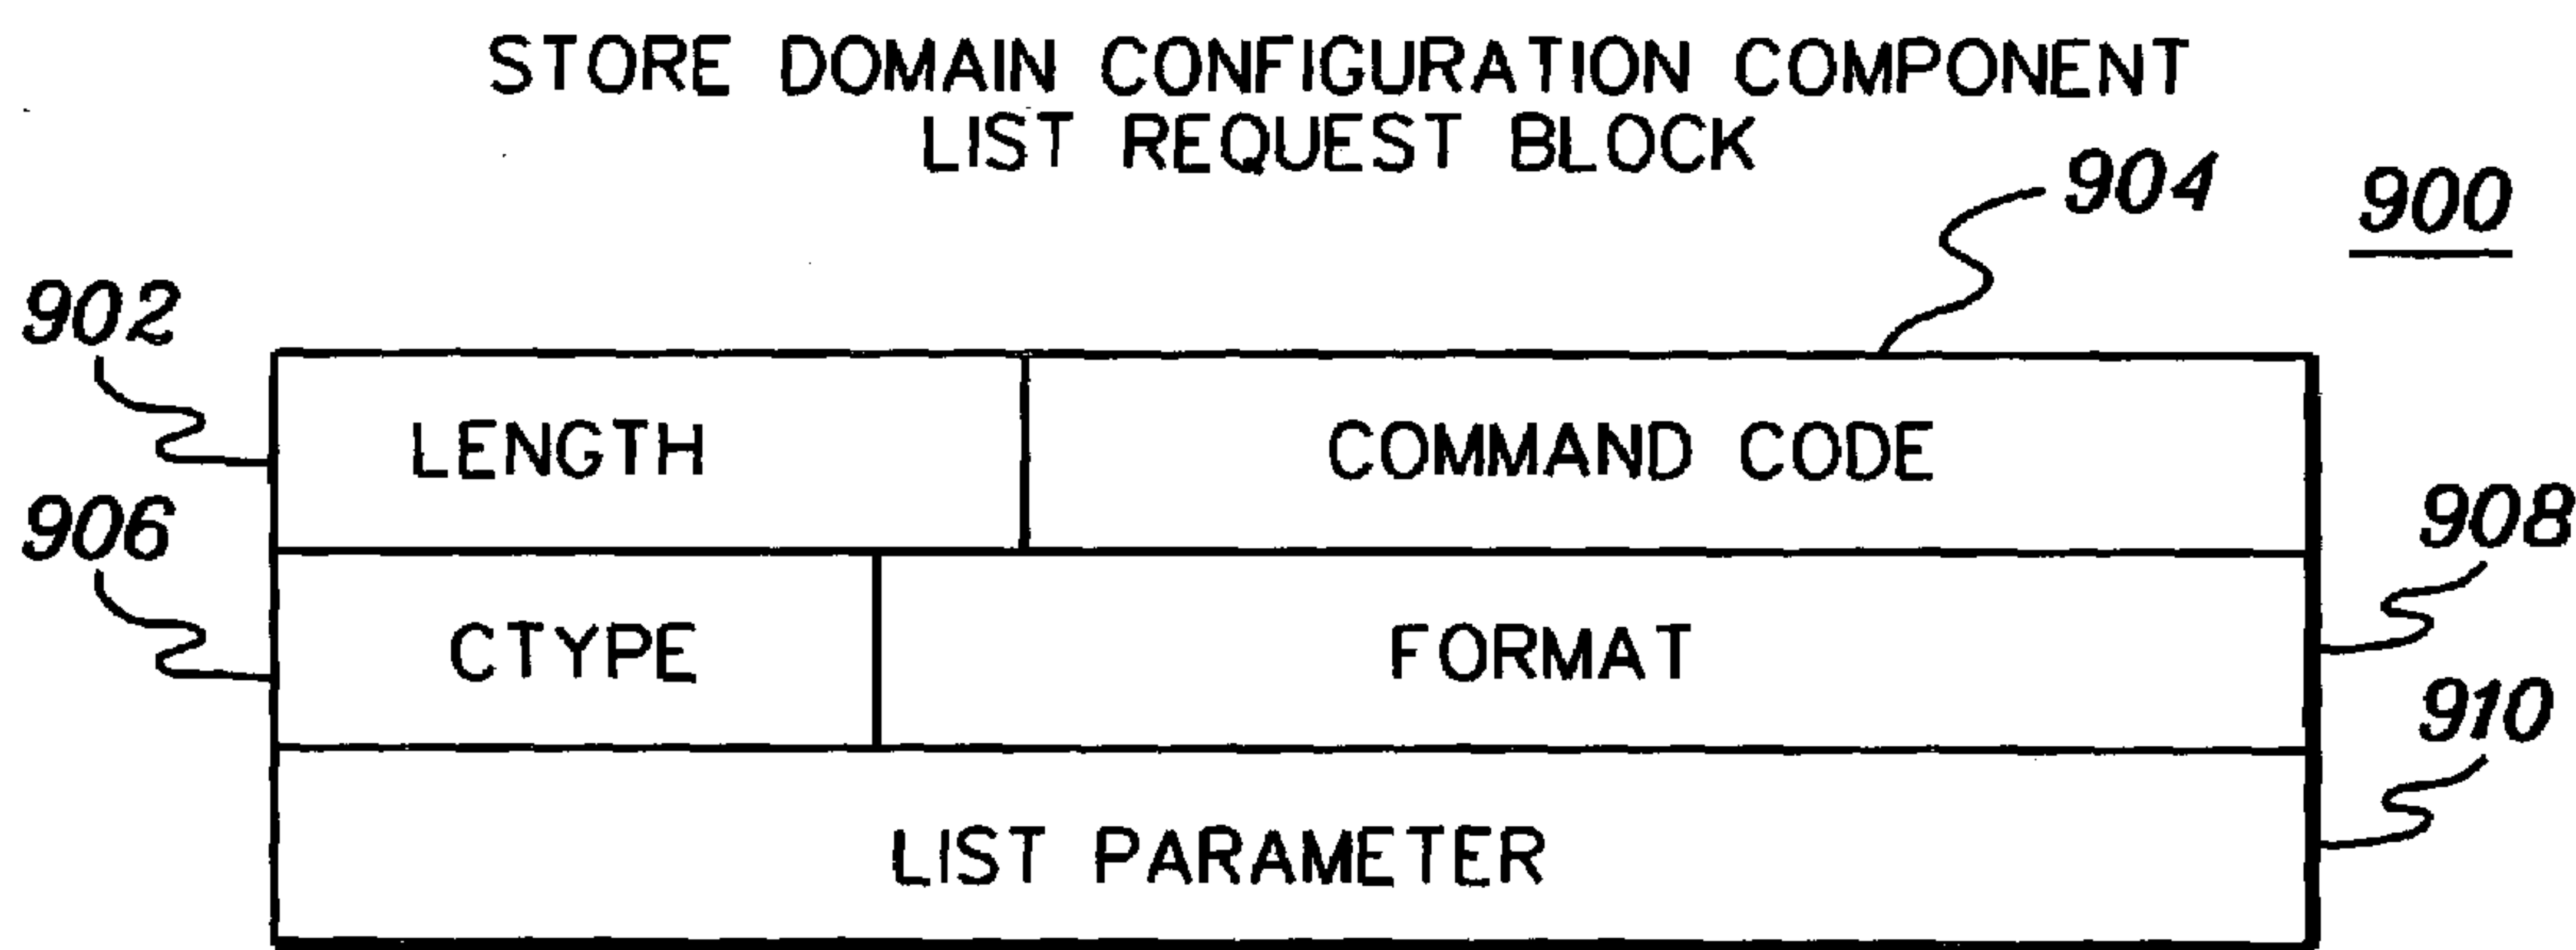 STORE DOMAIN CONFIGURATION COMPONENT
LIST REQUEST BLOCK
904
900
902
LENGTH COMMAND CODE
906
908
CTYPE FORMAT
910
LIST PARAMETER